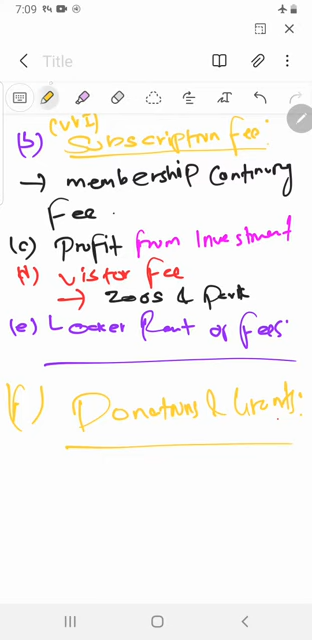 7:09
Title
(VVI)
(b) Subscription Fee:
→ membership Continuing
Fee.
(c) Profit from Investment
(d) Visitor Fee
→ Zoos & Park
(e) Locker Rent or Fees:
(f) Donations & Grants: